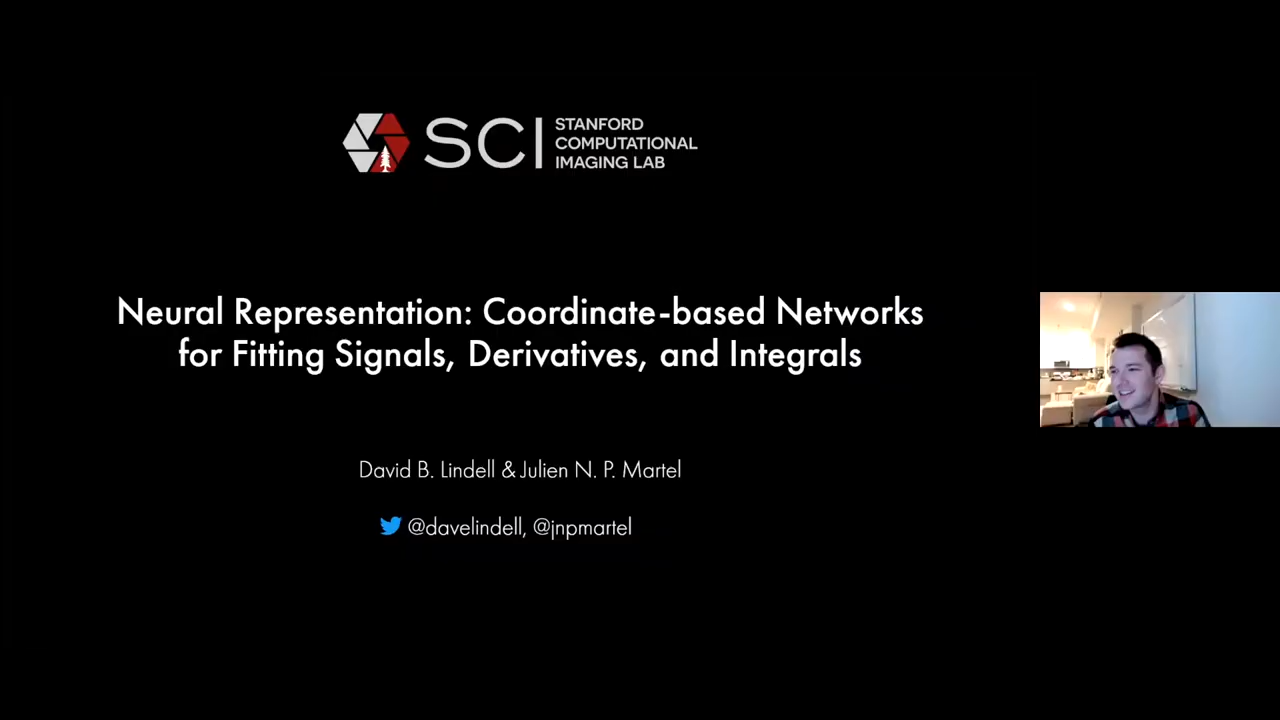 SCI
STANFORD
COMPUTATIONAL
IMAGING LAB
Neural Representation: Coordinate-based Networks
for Fitting Signals, Derivatives, and Integrals
David B. Lindell & Julien N. P. Martel
@davelindell, @jnpmartel